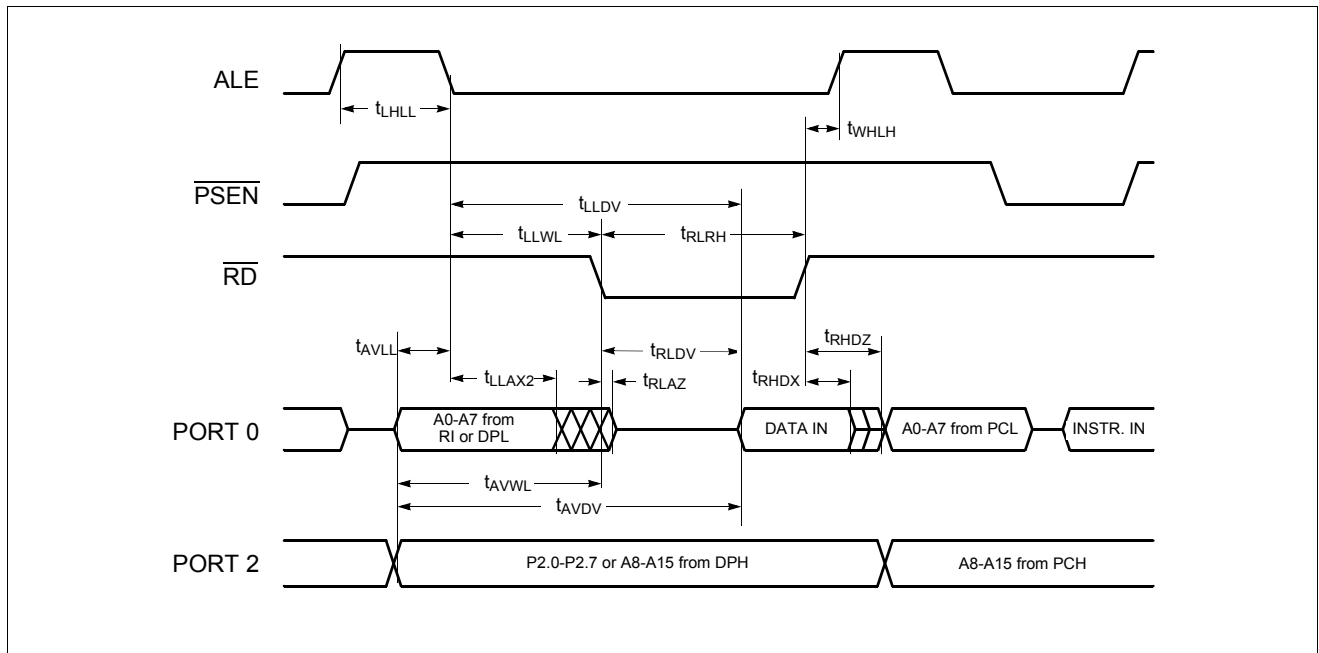 ALE
tLHLL
tWHLH
PSEN
tLLDV
tLLWL
tRLRH
RD
tAVLL
tRLDV
tRHDZ
tLLAX2
tRLAZ
tRHDX
PORT 0
A0-A7 from
RI or DPL
DATA IN
A0-A7 from PCL
INSTR. IN
tAVWL
tAVDV
PORT 2
P2.0-P2.7 or A8-A15 from DPH
A8-A15 from PCH